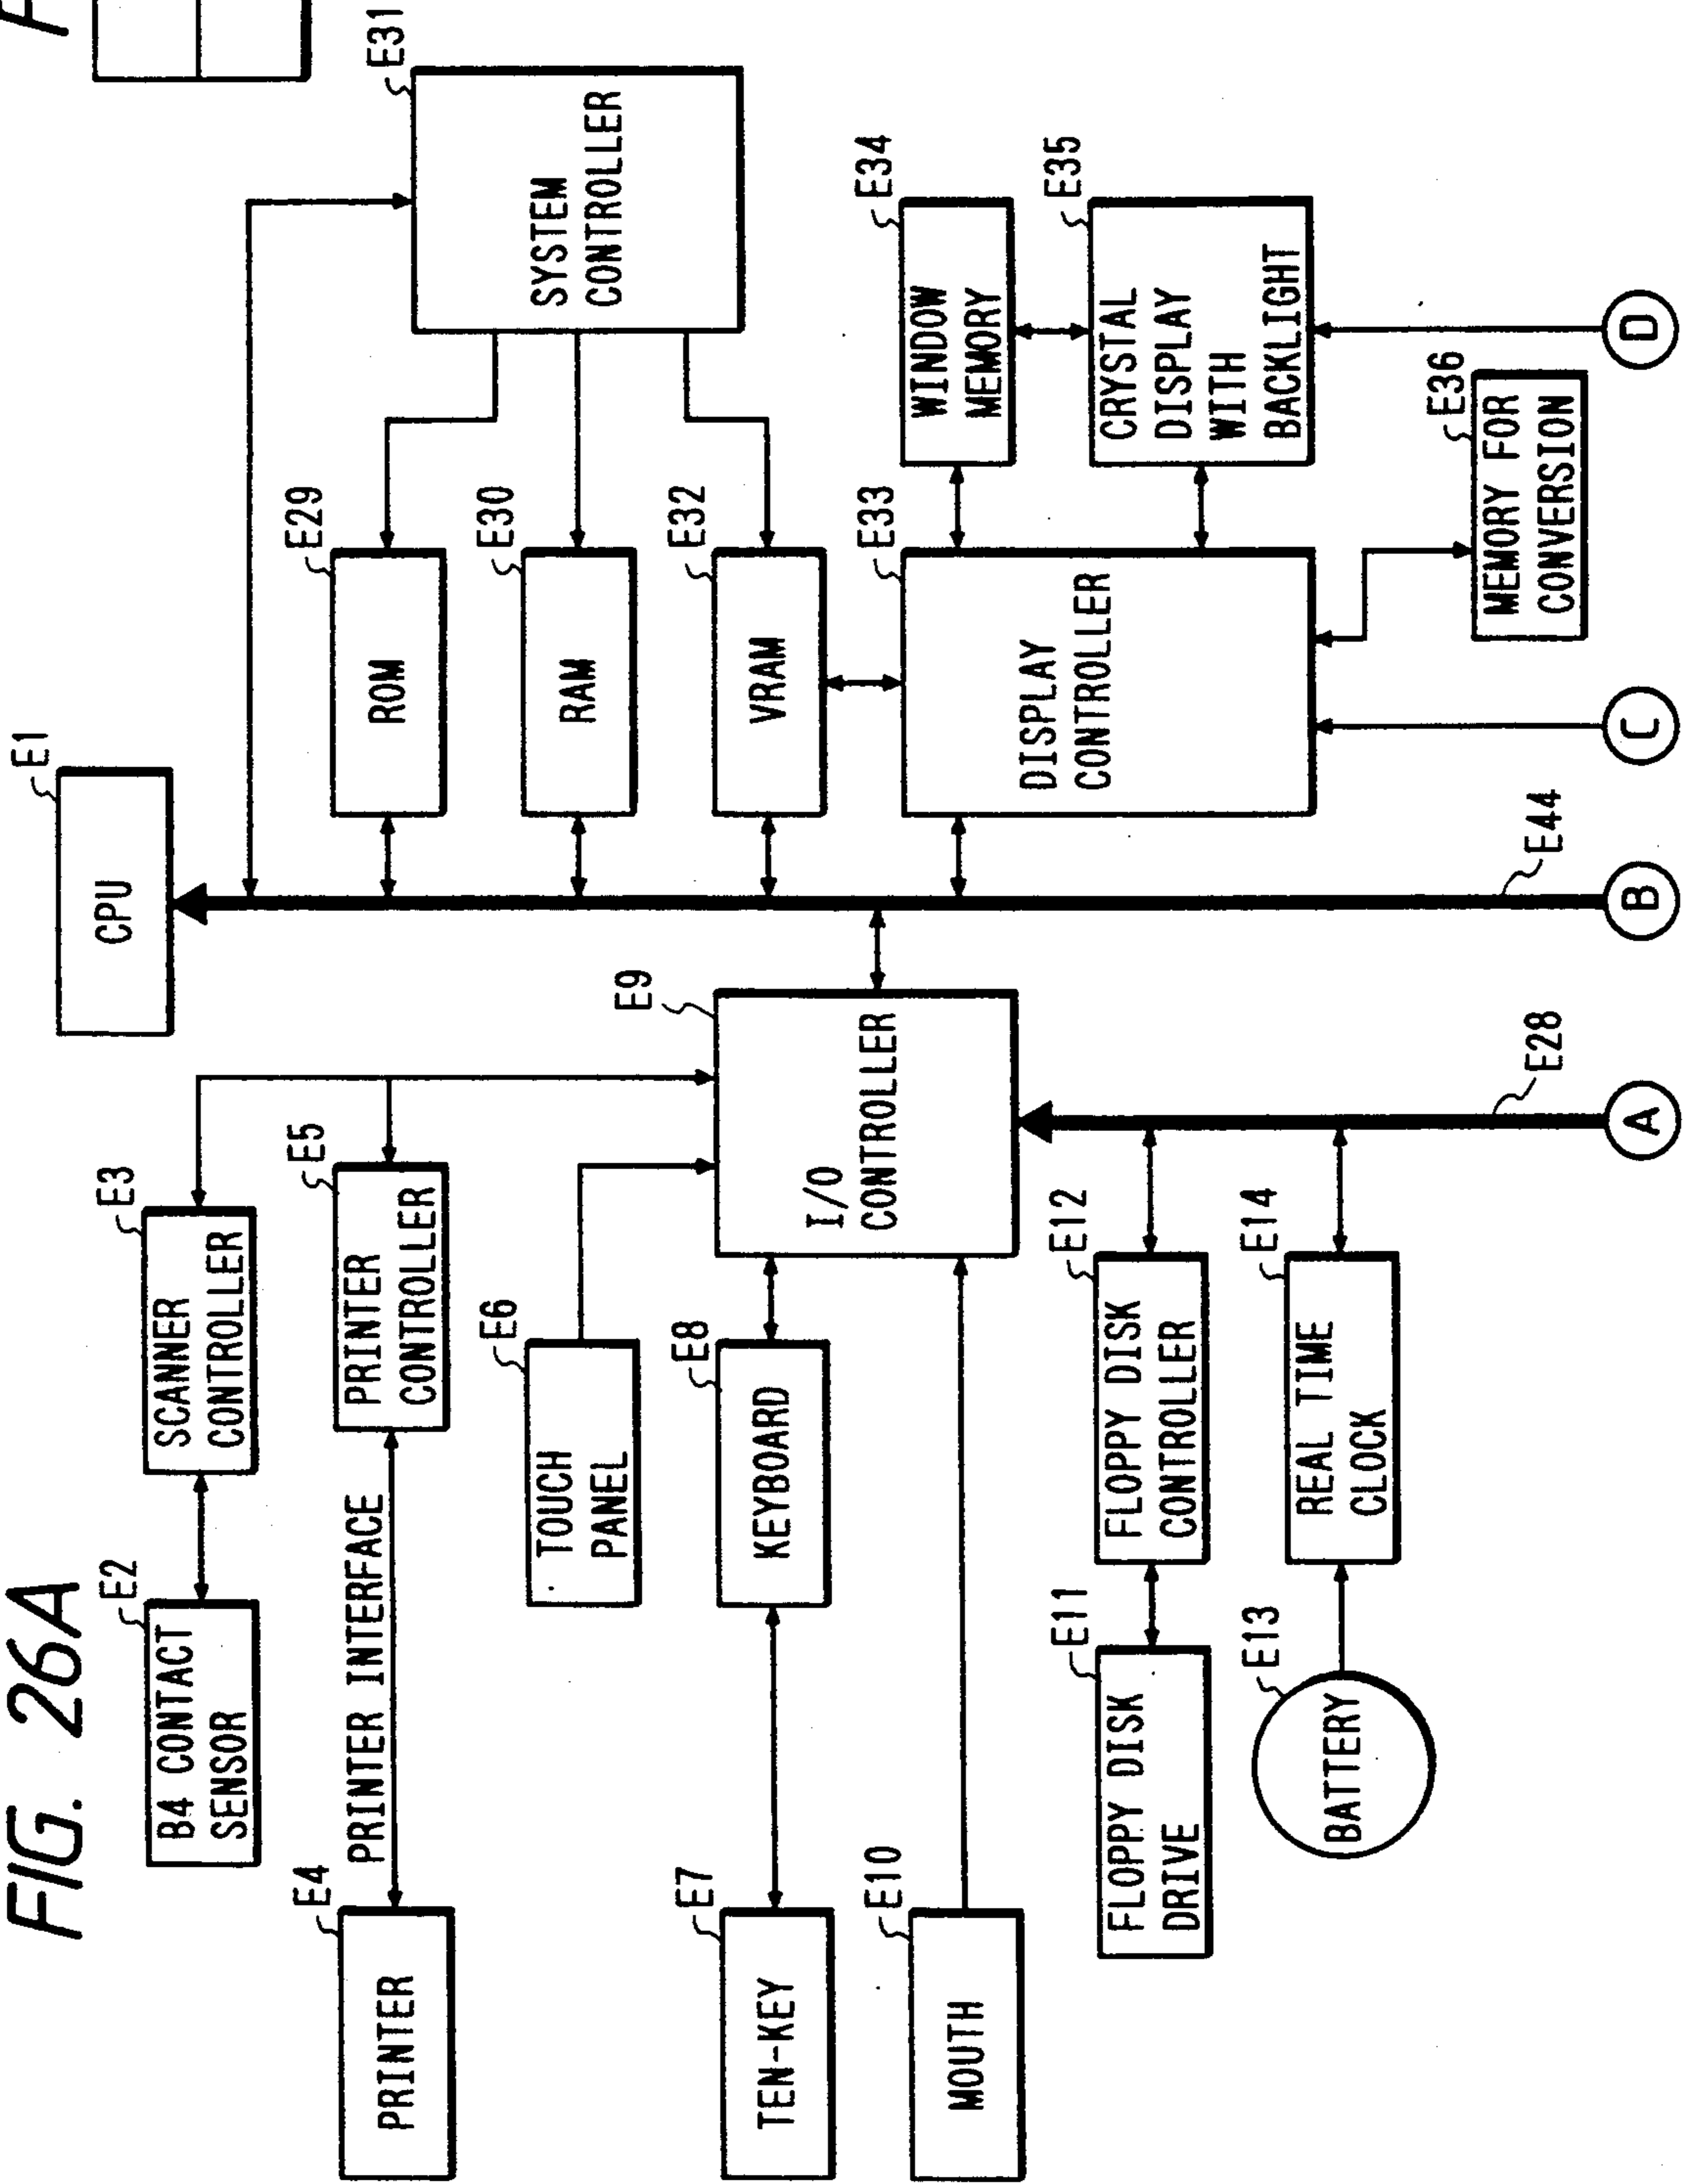 FIG. 26A
F
CPU
E1
B4 CONTACT
SENSOR
E2
SCANNER
CONTROLLER
E3
PRINTER
E4
PRINTER INTERFACE
PRINTER
CONTROLLER
E5
TOUCH
PANEL
E6
TEN-KEY
E7
KEYBOARD
E8
I/O
CONTROLLER
E9
MOUTH
E10
FLOPPY DISK
DRIVE
E11
FLOPPY DISK
CONTROLLER
E12
BATTERY
E13
REAL TIME
CLOCK
E14
E28
A
ROM
E29
RAM
E30
SYSTEM
CONTROLLER
E31
VRAM
E32
DISPLAY
CONTROLLER
E33
WINDOW
MEMORY
E34
CRYSTAL
DISPLAY
WITH
BACKLIGHT
E35
MEMORY FOR
CONVERSION
E36
E44
B
C
D